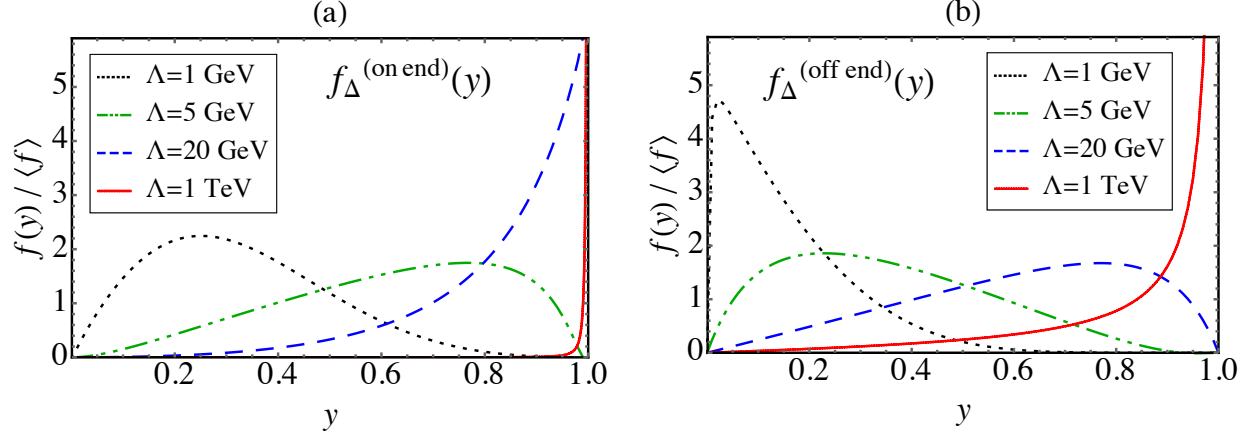 (a)
f_Δ^(on end)(y)
Λ=1 GeV
Λ=5 GeV
Λ=20 GeV
Λ=1 TeV
f(y) / ⟨f⟩
5
4
3
2
1
0
0.2 0.4 0.6 0.8 1.0
y
(b)
f_Δ^(off end)(y)
Λ=1 GeV
Λ=5 GeV
Λ=20 GeV
Λ=1 TeV
f(y) / ⟨f⟩
5
4
3
2
1
0
0.2 0.4 0.6 0.8 1.0
y